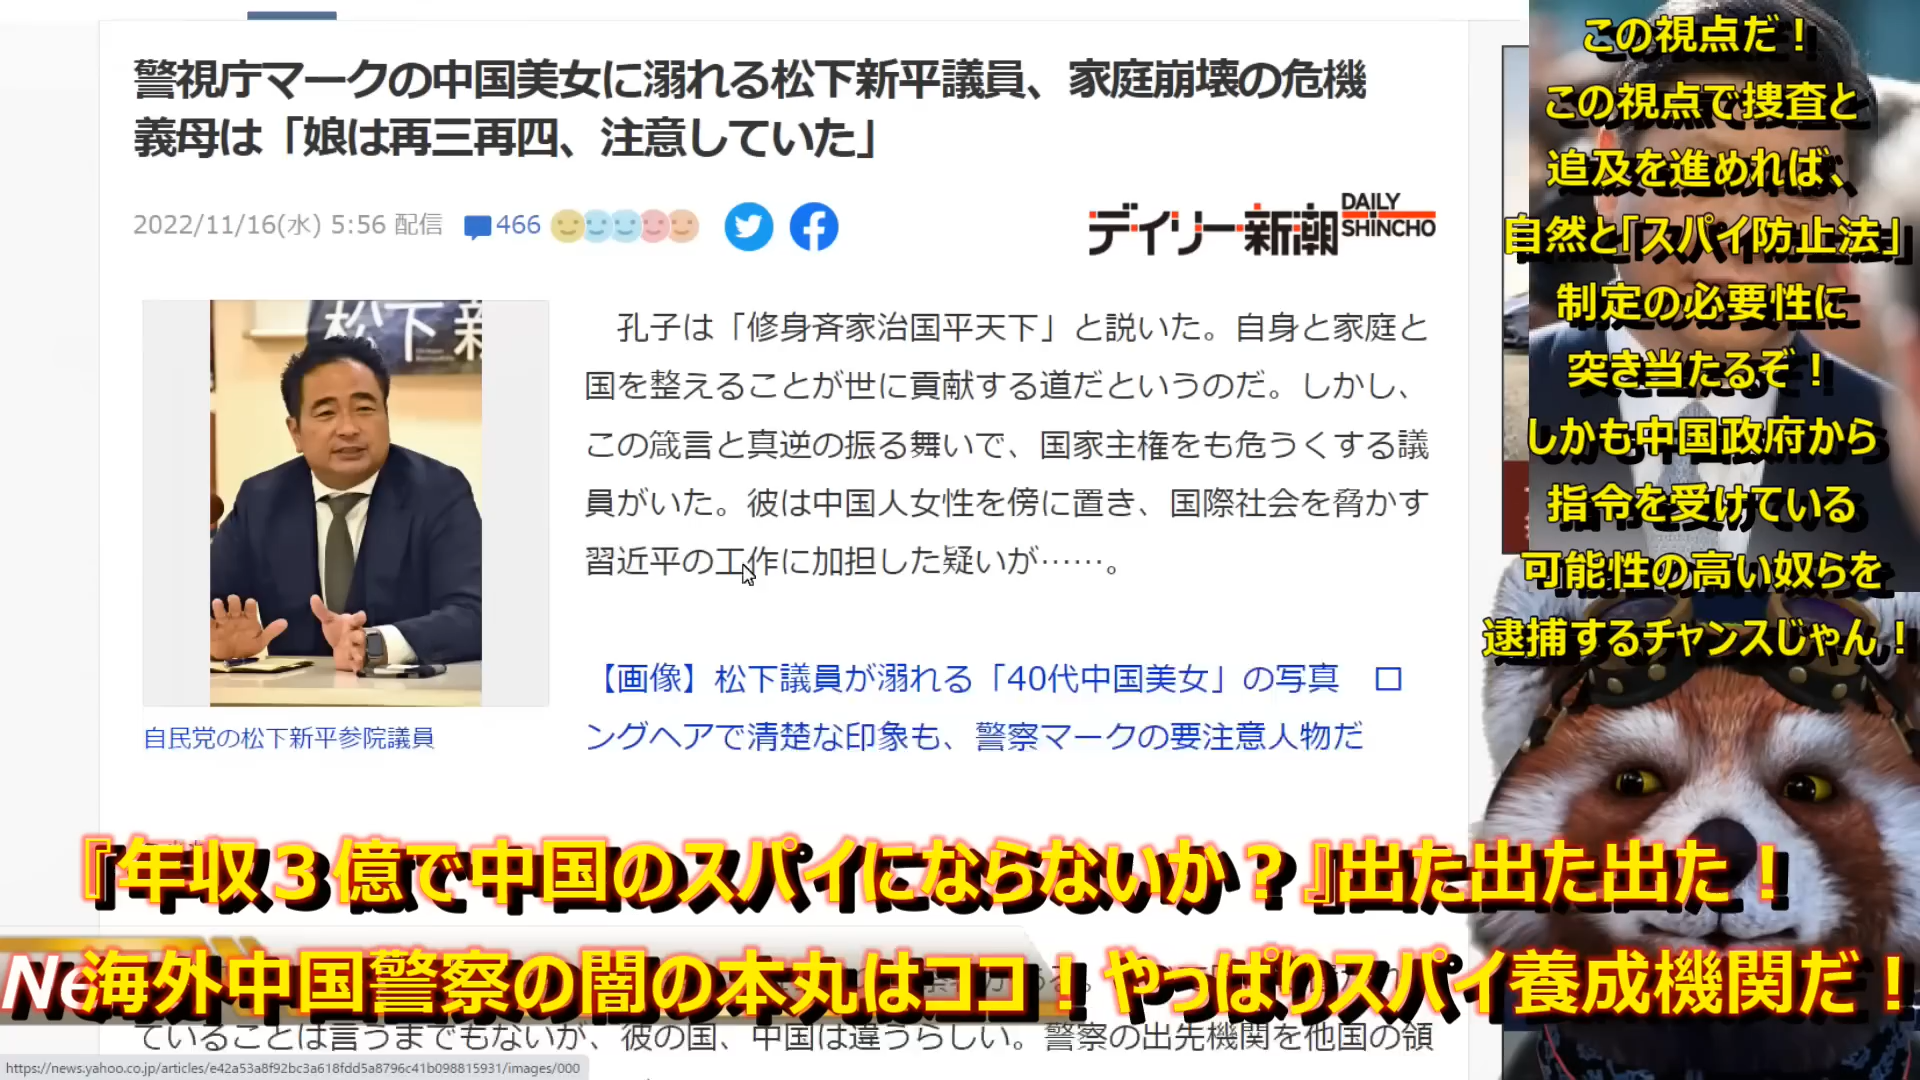 警視庁マークの中国美女に溺れる松下新平議員、家庭崩壊の危機
義母は「娘は再三再四、注意していた」
2022/11/16(水) 5:56 配信
466
デイリー新潮
DAILY
SHINCHO
松下新
孔子は「修身斉家治国平天下」と説いた。自身と家庭と
国を整えることが世に貢献する道だというのだ。しかし、
この箴言と真逆の振る舞いで、国家主権をも危うくする議
員がいた。彼は中国人女性を傍に置き、国際社会を脅かす
習近平の工作に加担した疑いが……。
【画像】松下議員が溺れる「40代中国美女」の写真　ロ
ングヘアで清楚な印象も、警察マークの要注意人物だ
自民党の松下新平参院議員
この視点だ！
この視点で捜査と
追及を進めれば、
自然と「スパイ防止法」
制定の必要性に
突き当たるぞ！
しかも中国政府から
指令を受けている
可能性の高い奴らを
逮捕するチャンスじゃん！
『年収３億で中国のスパイにならないか？』出た出た出た！
Ne
海外中国警察の闇の本丸はココ！やっぱりスパイ養成機関だ！
ていることは言うまでもないが、彼の国、中国は違うらしい。警察の出先機関を他国の領
https://news.yahoo.co.jp/articles/e42a53a8f92bc3a618fdd5a8796c41b098815931/images/000